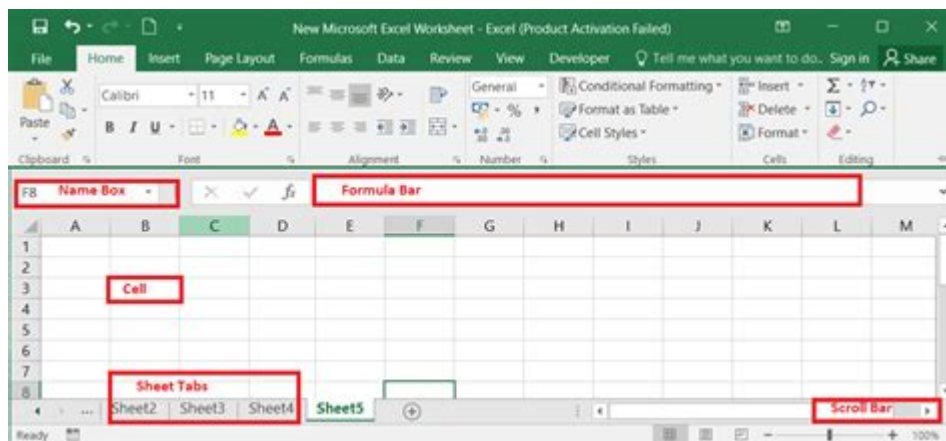 New Microsoft Excel Worksheet - Excel (Product Activation Failed)
File Home Insert Page Layout Formulas Data Review View Developer Tell me what you want to do.. Sign in Share
Calibri 11 A A General Conditional Formatting Insert Σ
Paste B I U A % , Format as Table Delete
Cell Styles Format
Clipboard Font Alignment Number Styles Cells Editing
F8 Name Box fx Formula Bar
A B C D E F G H I J K L M
1
2
3 Cell
4
5
6
7
8 Sheet Tabs
... Sheet2 Sheet3 Sheet4 Sheet5 Scroll Bar
Ready 100%